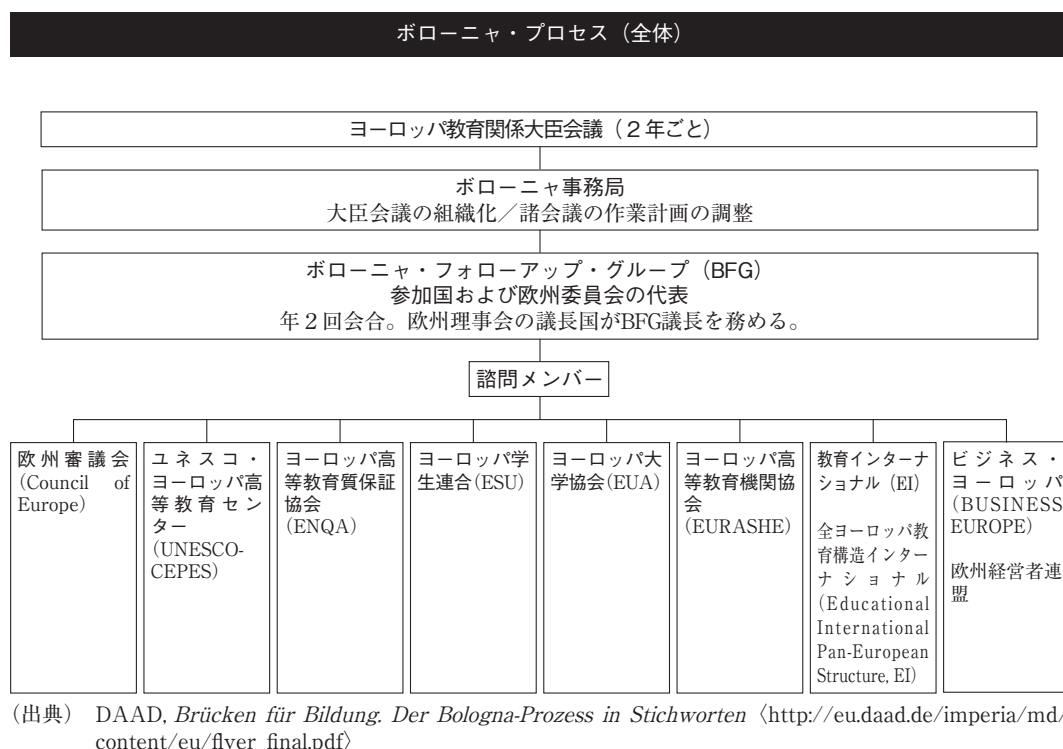 ボローニャ・プロセス（全体）
ヨーロッパ教育関係大臣会議（２年ごと）
ボローニャ事務局
大臣会議の組織化／諸会議の作業計画の調整
ボローニャ・フォローアップ・グループ（BFG）
参加国および欧州委員会の代表
年２回会合。欧州理事会の議長国がBFG議長を務める。
諮問メンバー
欧州審議会
(Council of
Europe)
ユネスコ・
ヨーロッパ高
等教育セン
ター
(UNESCO-
CEPES)
ヨーロッパ高
等教育質保証
協会
(ENQA)
ヨーロッパ学
生連合(ESU)
ヨーロッパ大
学協会(EUA)
ヨーロッパ高
等教育機関協
会
(EURASHE)
教育インターナ
ショナル（EI）
全ヨーロッパ教
育構造インター
ナショナル
(Educational
International
Pan-European
Structure, EI)
ビジネス・
ヨーロッパ
(BUSINESS
EUROPE)
欧州経営者連
盟
（出典）　DAAD, Brücken für Bildung. Der Bologna-Prozess in Stichworten〈http://eu.daad.de/imperia/md/
content/eu/flyer_final.pdf〉